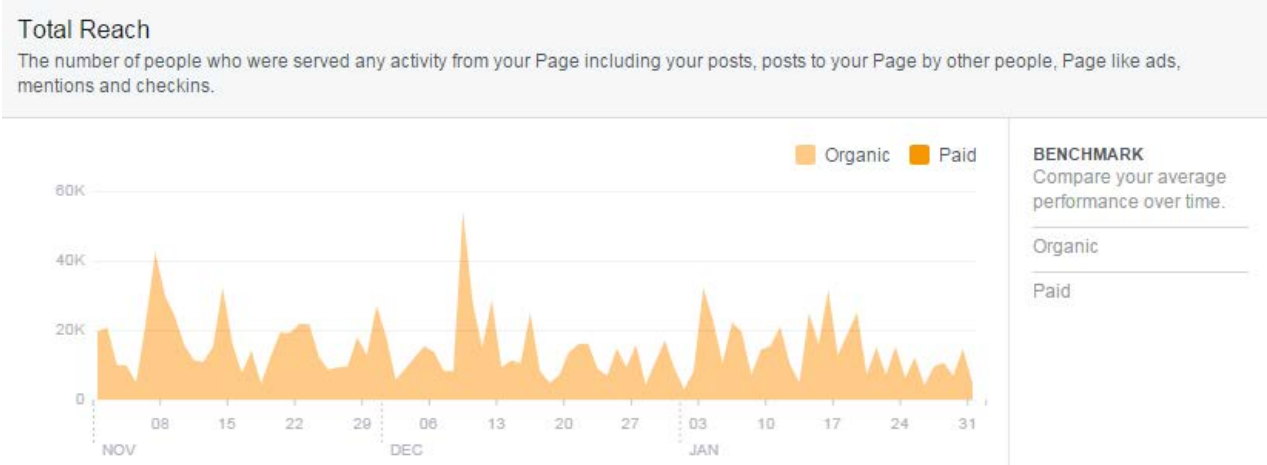 Total Reach
The number of people who were served any activity from your Page including your posts, posts to your Page by other people, Page like ads,
mentions and checkins.
Organic Paid
60K
40K
20K
0
08 15 22 29 06 13 20 27 03 10 17 24 31
NOV DEC JAN
BENCHMARK
Compare your average
performance over time.
Organic
Paid